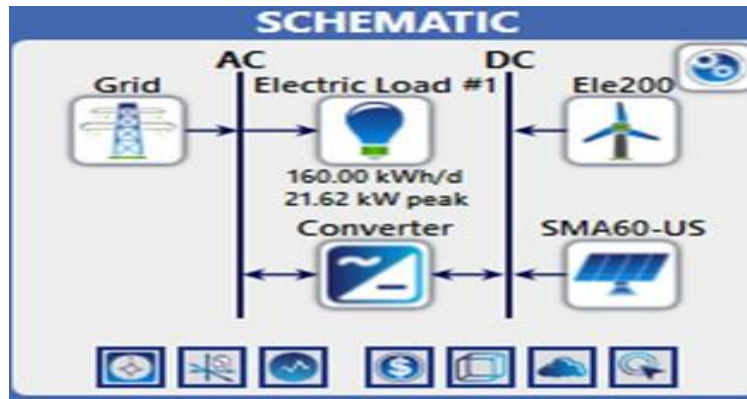 SCHEMATIC
AC DC
Grid Electric Load #1 Ele200
160.00 kWh/d
21.62 kW peak
Converter SMA60-US